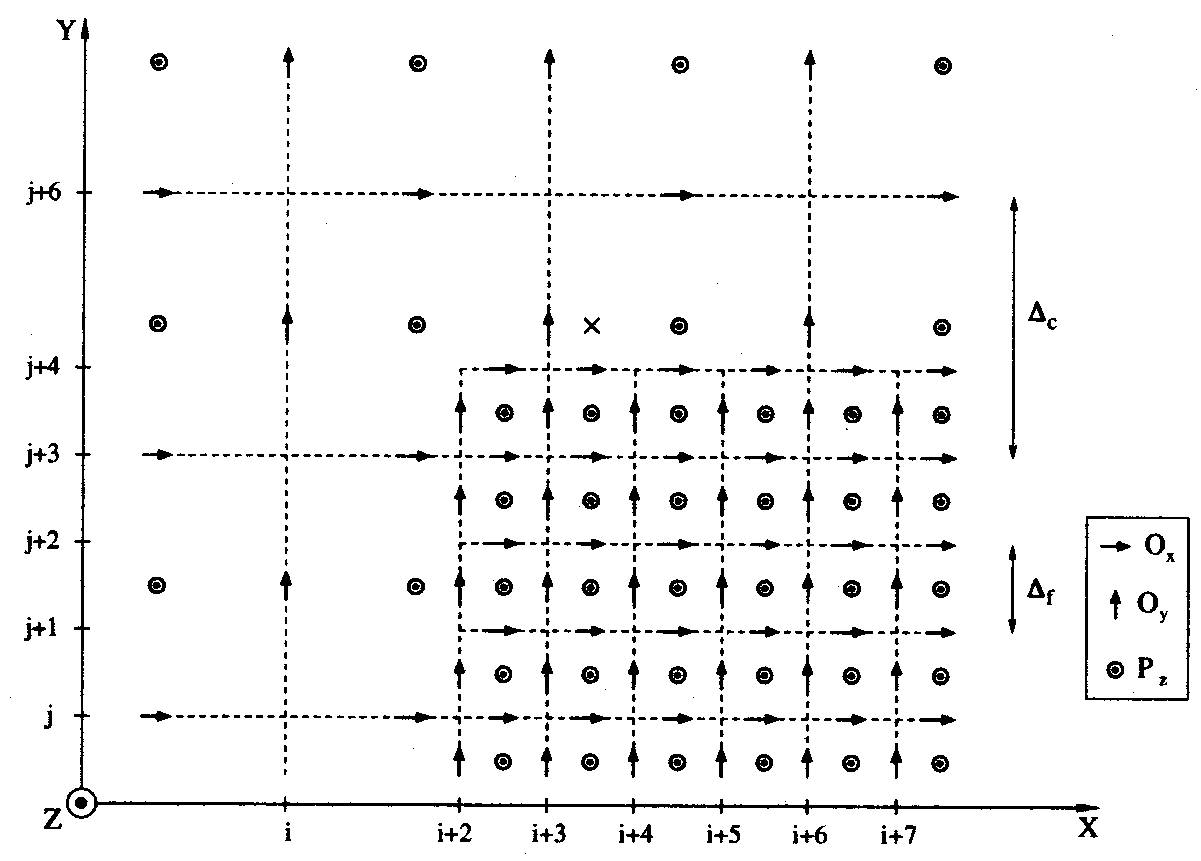 Y
j+6
Δc
j+4
j+3
j+2
Δf
j+1
j
Ox
Oy
Pz
Z
i
i+2
i+3
i+4
i+5
i+6
i+7
X